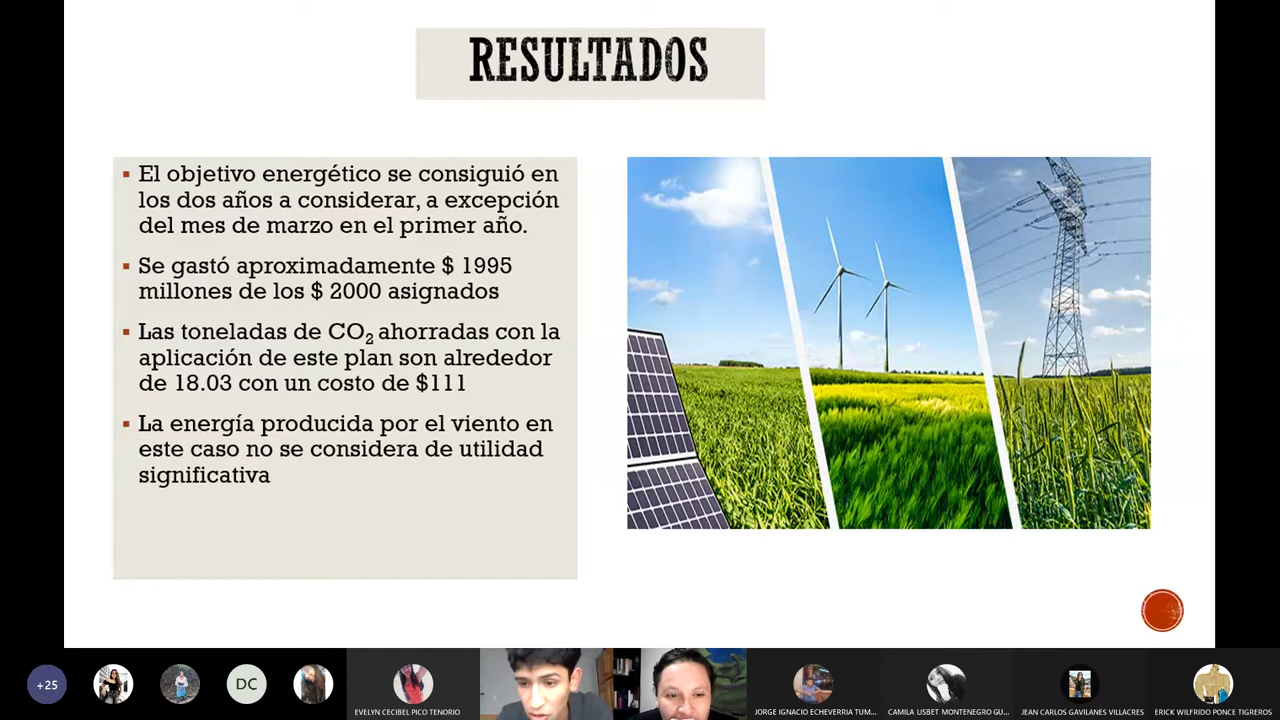 RESULTADOS
El objetivo energético se consiguió en
los dos años a considerar, a excepción
del mes de marzo en el primer año.
Se gastó aproximadamente $ 1995
millones de los $ 2000 asignados
Las toneladas de CO₂ ahorradas con la
aplicación de este plan son alrededor
de 18.03 con un costo de $111
La energía producida por el viento en
este caso no se considera de utilidad
significativa
+25
DC
EVELYN CECIBEL PICO TENORIO
JORGE IGNACIO ECHEVERRIA TUM...
CAMILA LISBET MONTENEGRO GU...
JEAN CARLOS GAVILANES VILLACRES
ERICK WILFRIDO PONCE TIGREROS